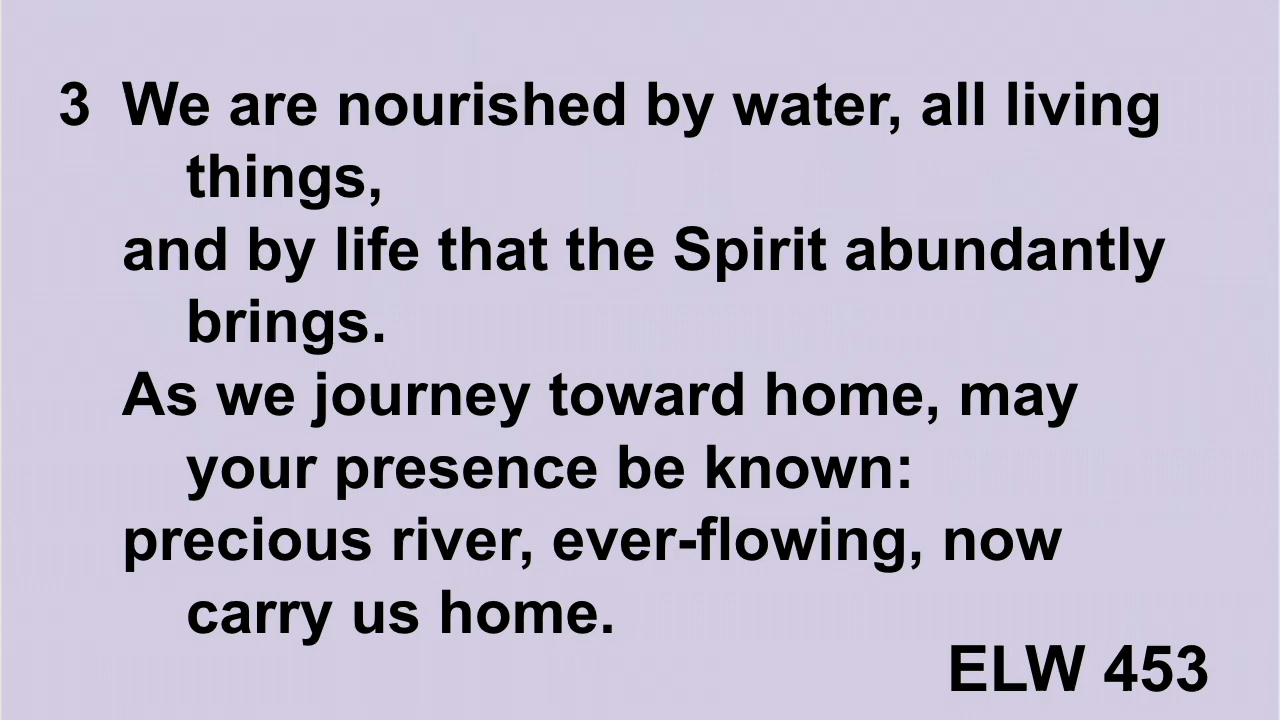 3 We are nourished by water, all living
things,
and by life that the Spirit abundantly
brings.
As we journey toward home, may
your presence be known:
precious river, ever-flowing, now
carry us home.
ELW 453